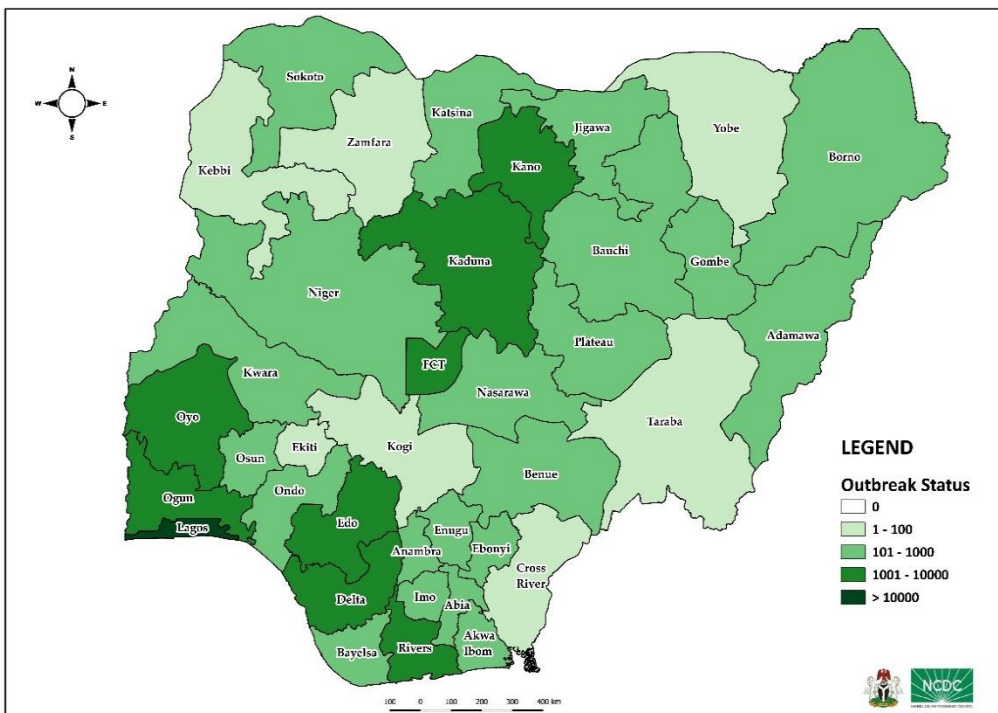 N
W E
S
Sokoto
Katsina
Jigawa
Yobe
Borno
Zamfara
Kebbi
Kano
Kaduna
Bauchi
Gombe
Niger
Adamawa
Plateau
FCT
Kwara
Nasarawa
Oyo
Taraba
Kogi
Ekiti
Osun
Benue
Ondo
Ogun
Lagos
Edo
Enugu
Anambra
Ebonyi
Cross
River
Delta
Imo
Abia
Akwa
Ibom
Rivers
Bayelsa
LEGEND
Outbreak Status
0
1 - 100
101 - 1000
1001 - 10000
> 10000
100 0 100 200 300 400 km
NCDC